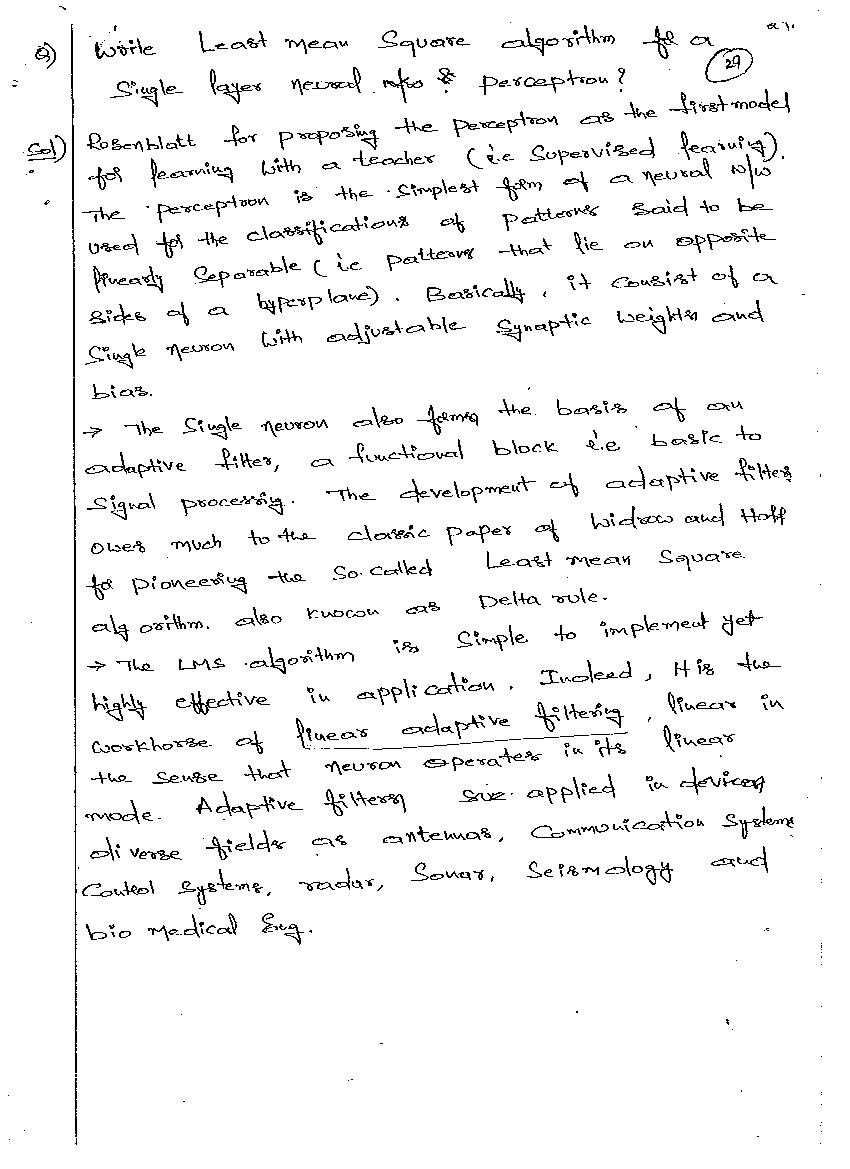 Q) Write Least mean Square algorithm for a
29
Single layer neural n/w & perceptron?
Sol) Rosenblatt for proposing the perceptron as the first model
for learning with a teacher (i.e Supervised learning).
The perceptron is the simplest form of a neural n/w
used for the classifications of patterns said to be
linearly Separable (ie patterns that lie on opposite
sides of a hyperplane). Basically, it consist of a
Single neuron with adjustable Synaptic weights and
bias.
→ The Single neuron also forms the basis of an
adaptive filter, a functional block i.e basic to
Signal processing. The development of adaptive filters
owes much to the classic paper of Widrow and Hoff
for pioneering the So-called Least mean Square
algorithm, also known as Delta rule.
→ The LMS algorithm is Simple to implement yet
highly effective in application. Indeed, it is the
workhorse of linear adaptive filtering, linear in
the sense that neuron operates in its linear
mode. Adaptive filters are applied in devices
diverse fields as antennas, Communication Systems
Control Systems, radar, Sonar, Seismology and
bio Medical Eng.